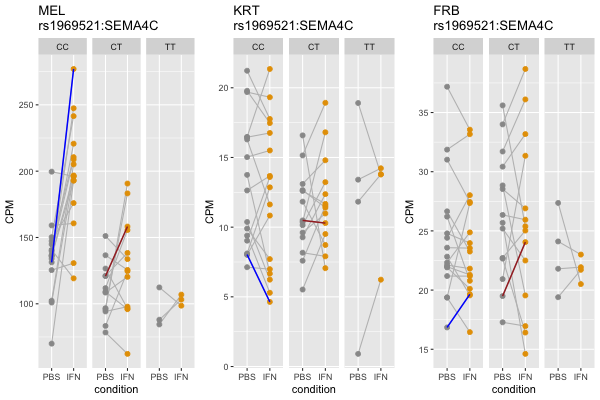 MEL
rs1969521:SEMA4C
CC CT TT
CPM
250
200
150
100
PBS IFN PBS IFN PBS IFN
condition
KRT
rs1969521:SEMA4C
CC CT TT
CPM
20
15
10
5
0
PBS IFN PBS IFN PBS IFN
condition
FRB
rs1969521:SEMA4C
CC CT TT
CPM
35
30
25
20
15
PBS IFN PBS IFN PBS IFN
condition